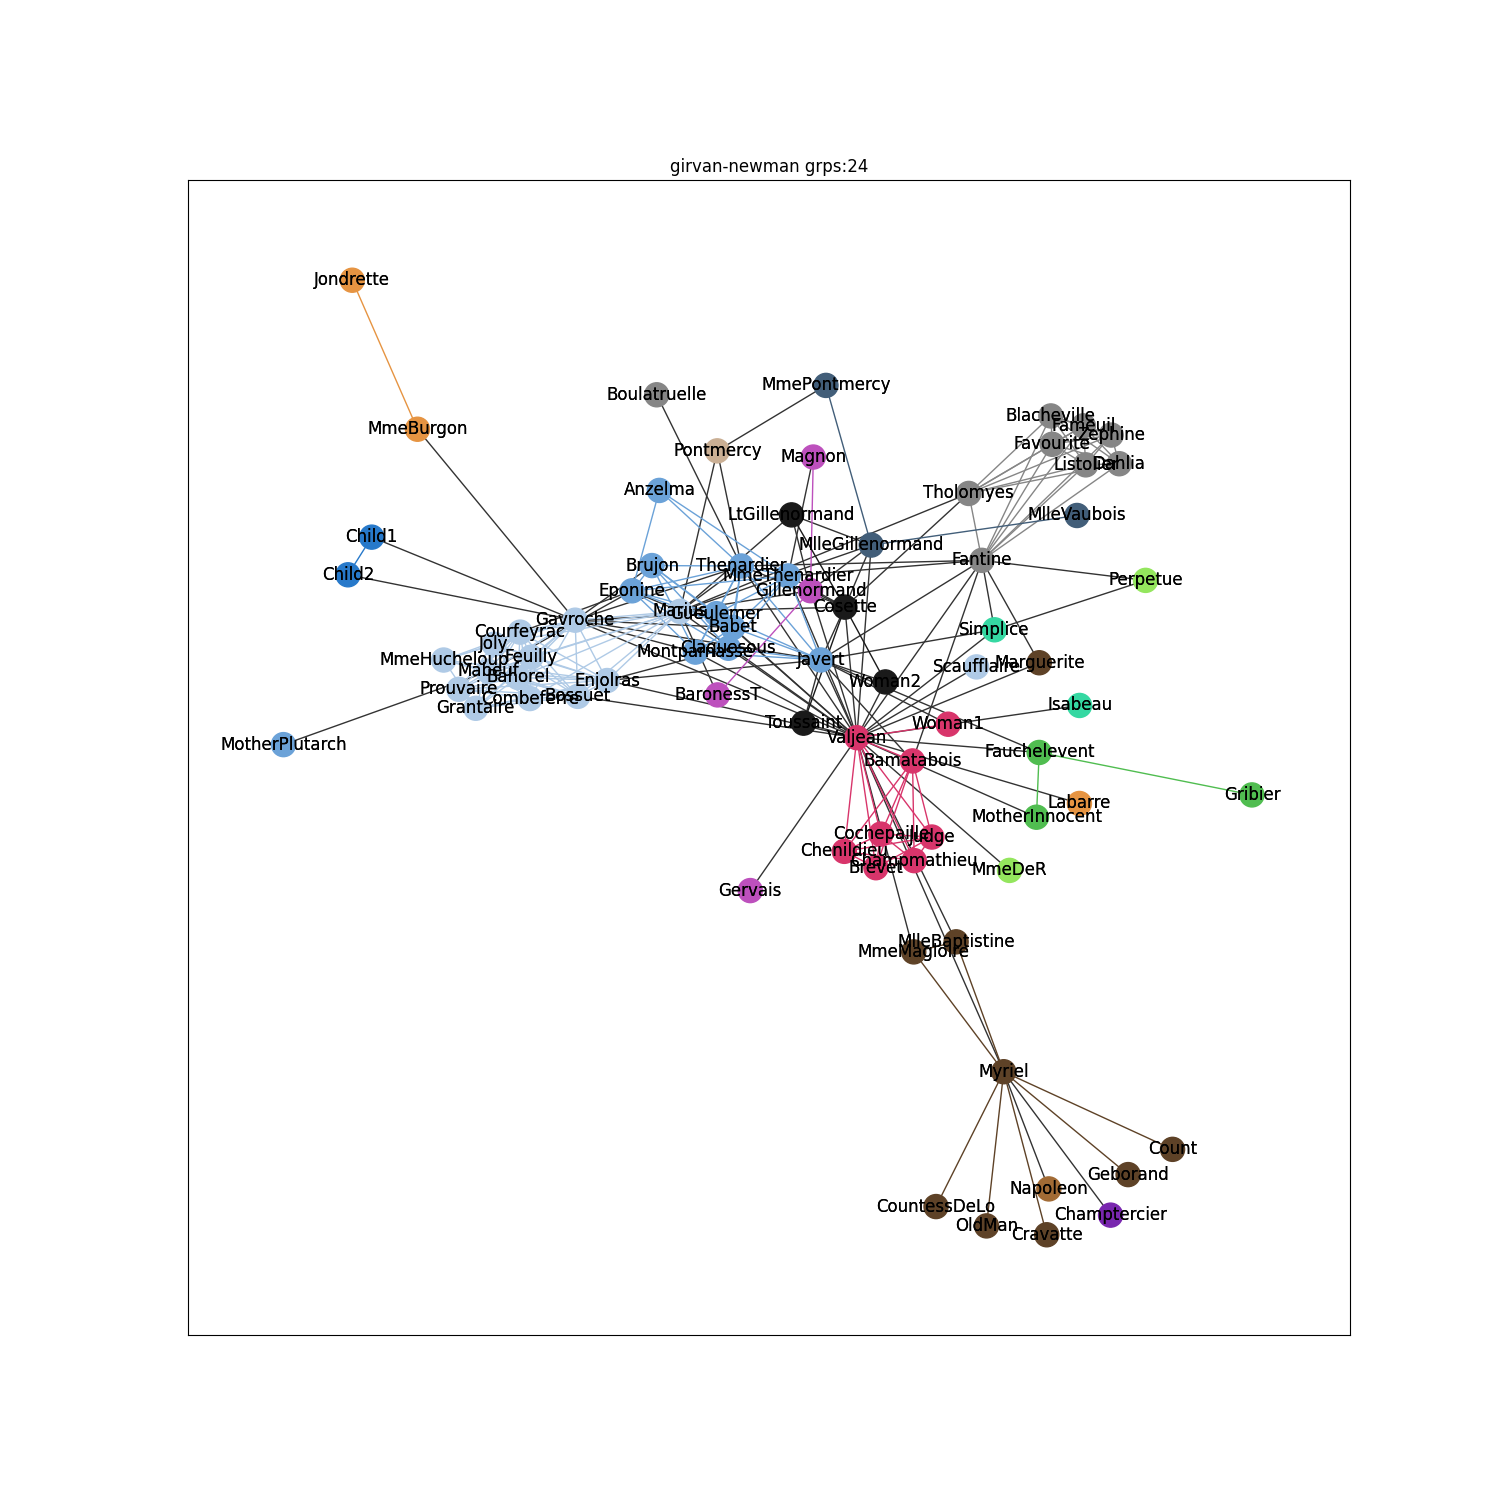 girvan-newman grps:24
Jondrette
MmePontmercy
Boulatruelle
Blacheville
Fameuil
MmeBurgon
Zephine
Favourite
Pontmercy
Magnon
Listolier
Dahlia
Anzelma
Tholomyes
LtGillenormand
MlleVaubois
Child1
MlleGillenormand
Fantine
Brujon
Thenardier
Child2
MmeThenardier
Perpetue
Eponine
Gillenormand
Cosette
Marius
Gueulemer
Gavroche
Babet
Simplice
Courfeyrac
Joly
Claquesous
Montparnasse
Feuilly
MmeHucheloup
Javert
Marguerite
Scaufflaire
Mabeuf
Bahorel
Enjolras
Woman2
Prouvaire
BaronessT
Bossuet
Combeferre
Isabeau
Grantaire
Toussaint
Woman1
Valjean
MotherPlutarch
Fauchelevent
Bamatabois
Gribier
Labarre
MotherInnocent
Cochepaille
Judge
Chenildieu
Champmathieu
Brevet
MmeDeR
Gervais
MlleBaptistine
MmeMagloire
Myriel
Count
Geborand
Napoleon
CountessDeLo
Champtercier
OldMan
Cravatte